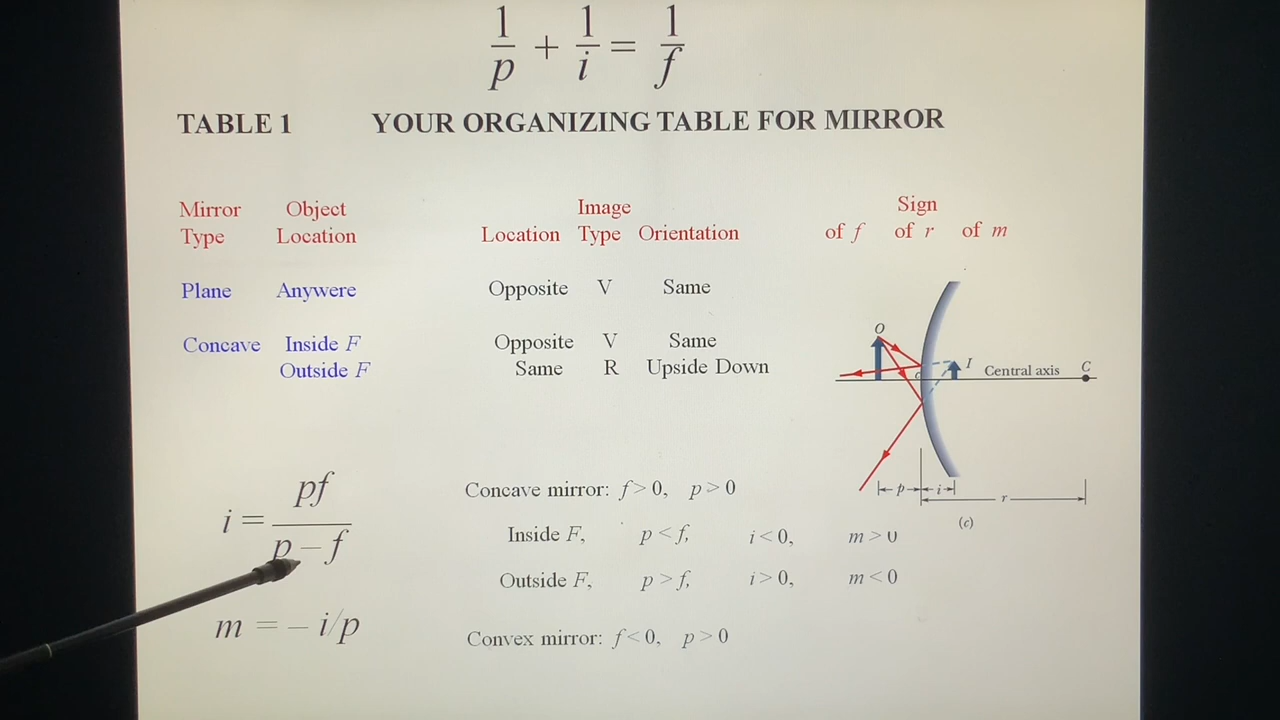 1/p + 1/i = 1/f
TABLE 1 YOUR ORGANIZING TABLE FOR MIRROR
Mirror Type Object Location Image Location Type Orientation Sign of f of r of m
Plane Anywere Opposite V Same
Concave Inside F Opposite V Same
Outside F Same R Upside Down
O
I Central axis C
c
p i r
(c)
i = pf/p – f
m = – i/p
Concave mirror: f > 0, p > 0
Inside F, p < f, i < 0, m > 0
Outside F, p > f, i > 0, m < 0
Convex mirror: f < 0, p > 0